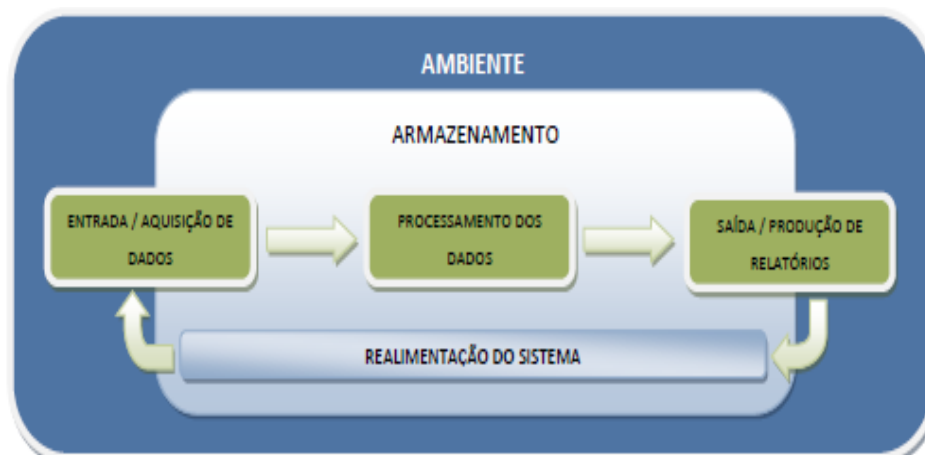 AMBIENTE
ARMAZENAMENTO
ENTRADA / AQUISIÇÃO DE
DADOS
PROCESSAMENTO DOS
DADOS
SAÍDA / PRODUÇÃO DE
RELATÓRIOS
REALIMENTAÇÃO DO SISTEMA